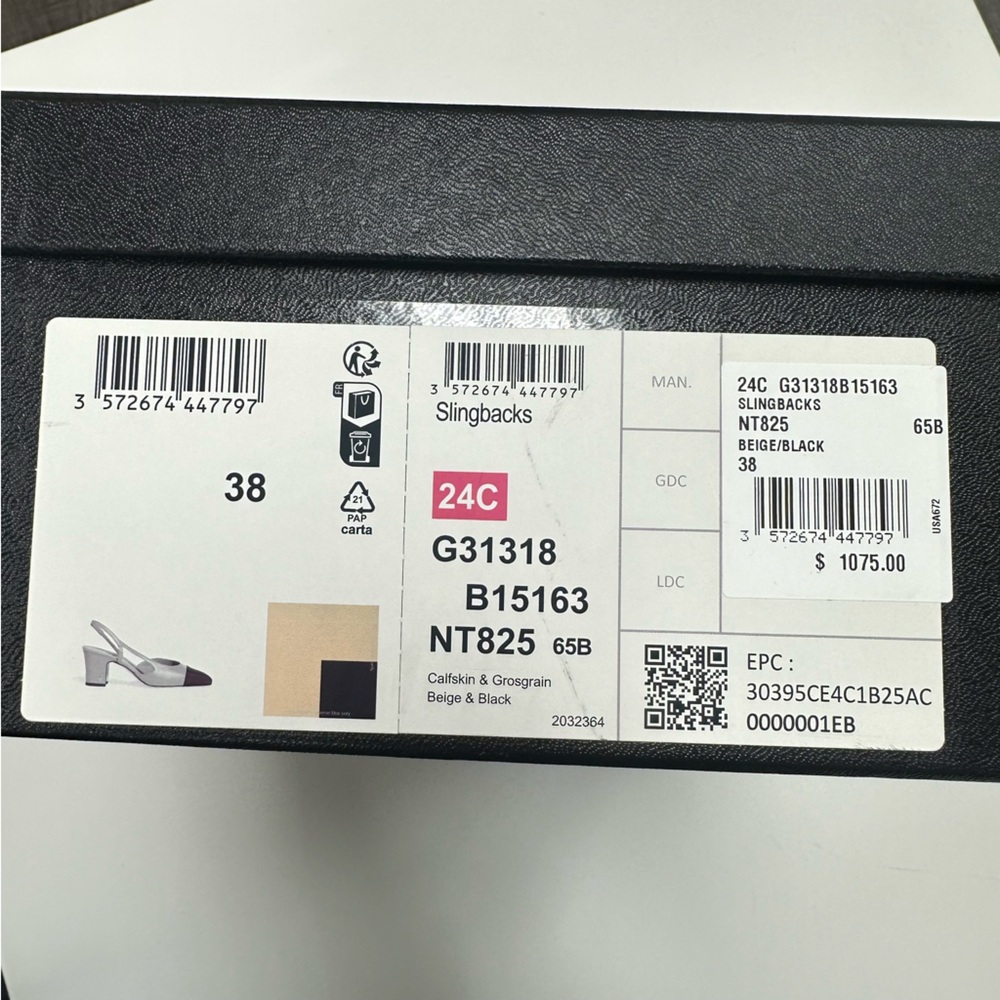 3 572674 447797
38
FR
21
PAP
carta
3 572674 447797
Slingbacks
24C
G31318
B15163
NT825 65B
Calfskin & Grosgrain
Beige & Black
2032364
MAN.
GDC
LDC
24C G31318B15163
SLINGBACKS
NT825 65B
BEIGE/BLACK
38
3 572674 447797
USA672
$ 1075.00
EPC :
30395CE4C1B25AC
0000001EB